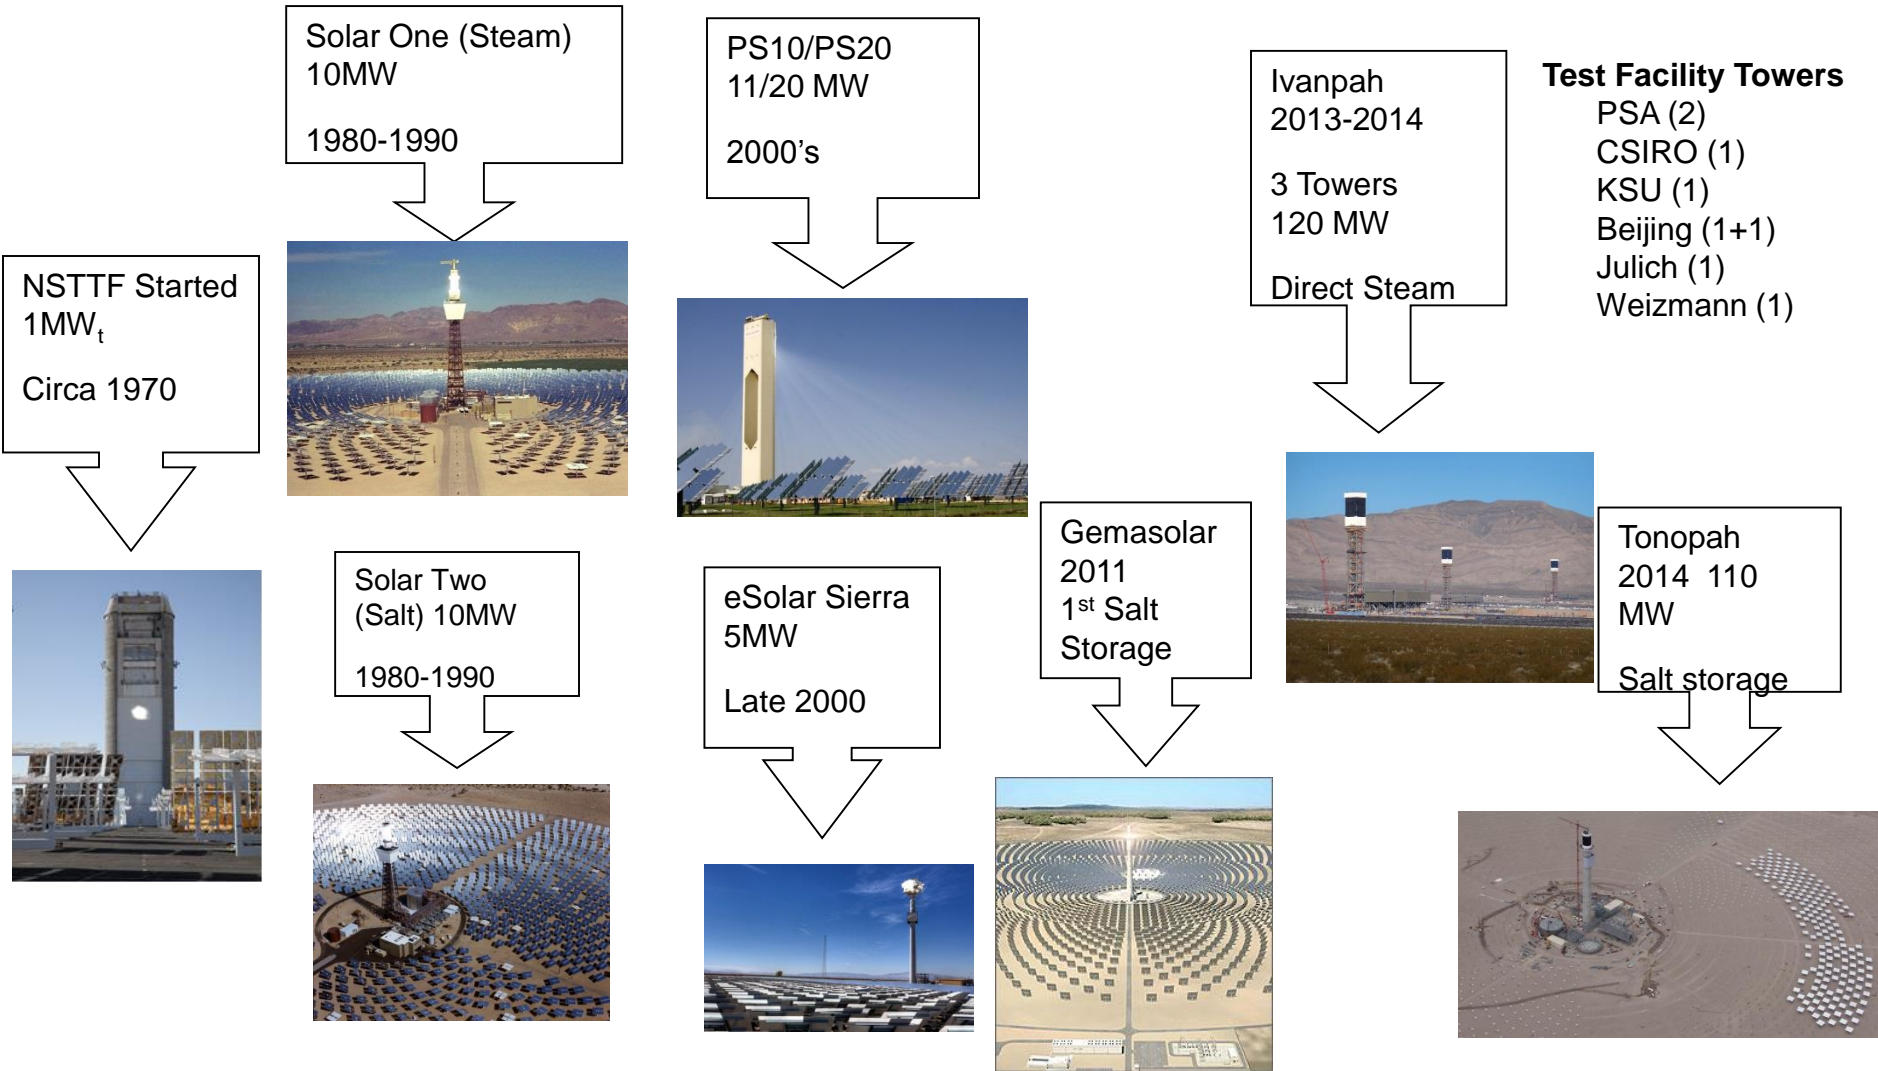 Solar One (Steam)
10MW
1980-1990
PS10/PS20
11/20 MW
2000’s
Ivanpah
2013-2014
3 Towers
120 MW
Direct Steam
Test Facility Towers
PSA (2)
CSIRO (1)
KSU (1)
Beijing (1+1)
Julich (1)
Weizmann (1)
NSTTF Started
1MWt
Circa 1970
Solar Two
(Salt) 10MW
1980-1990
eSolar Sierra
5MW
Late 2000
Gemasolar
2011
1st Salt
Storage
Tonopah
2014 110
MW
Salt storage